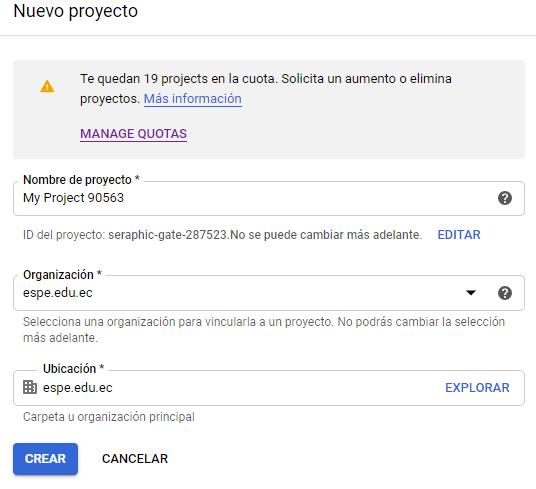 Nuevo proyecto
Te quedan 19 projects en la cuota. Solicita un aumento o elimina
proyectos. Más información
MANAGE QUOTAS
Nombre de proyecto *
My Project 90563
ID del proyecto: seraphic-gate-287523.No se puede cambiar más adelante. EDITAR
Organización *
espe.edu.ec
Selecciona una organización para vincularla a un proyecto. No podrás cambiar la selección
más adelante.
Ubicación *
espe.edu.ec EXPLORAR
Carpeta u organización principal
CREAR CANCELAR